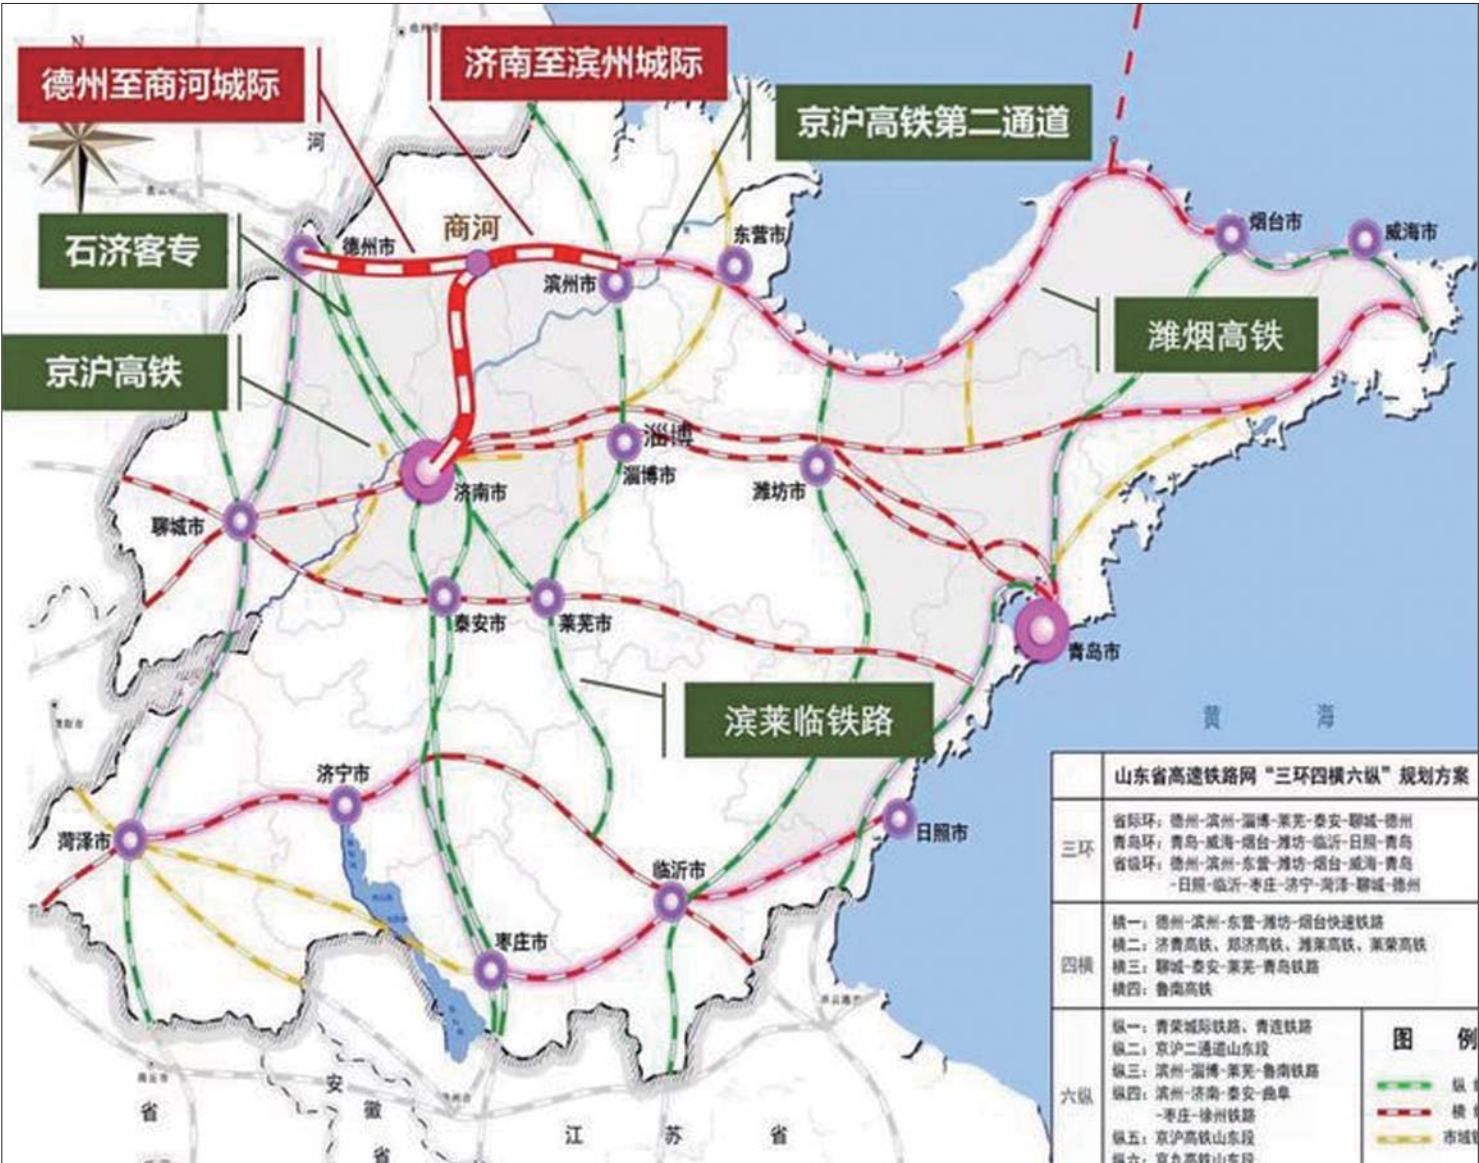 N
德州至商河城际
济南至滨州城际
京沪高铁第二通道
河
石济客专
京沪高铁
潍烟高铁
滨莱临铁路
德州市
商河
滨州市
东营市
烟台市
威海市
淄博
淄博市
潍坊市
济南市
聊城市
泰安市
莱芜市
青岛市
黄 海
济宁市
菏泽市
日照市
临沂市
枣庄市
安
徽
省
省
江 苏 省
山东省高速铁路网“三环四横六纵”规划方案
三环
省际环：德州-滨州-淄博-莱芜-泰安-聊城-德州
青岛环：青岛-威海-烟台-潍坊-临沂-日照-青岛
省级环：德州-滨州-东营-潍坊-烟台-威海-青岛
-日照-临沂-枣庄-济宁-菏泽-聊城-德州
四横
横一：德州-滨州-东营-潍坊-烟台快速铁路
横二：济青高铁、郑济高铁、潍莱高铁、莱荣高铁
横三：聊城-泰安-莱芜-青岛铁路
横四：鲁南高铁
六纵
纵一：青荣城际铁路、青连铁路
纵二：京沪二通道山东段
纵三：滨州-淄博-莱芜-鲁南铁路
纵四：滨州-济南-泰安-曲阜
-枣庄-徐州铁路
纵五：京沪高铁山东段
纵六：京九高铁山东段
图 例
纵
横
市域